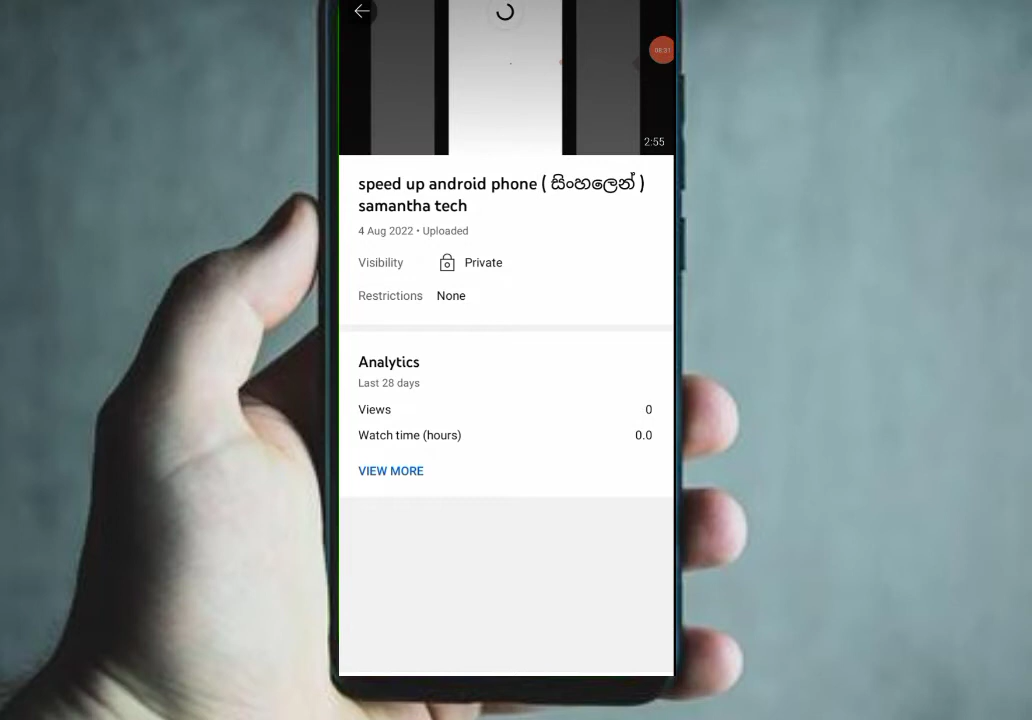 2:55
speed up android phone ( සිංහලෙන් )
samantha tech
4 Aug 2022 • Uploaded
Visibility Private
Restrictions None
Analytics
Last 28 days
Views 0
Watch time (hours) 0.0
VIEW MORE